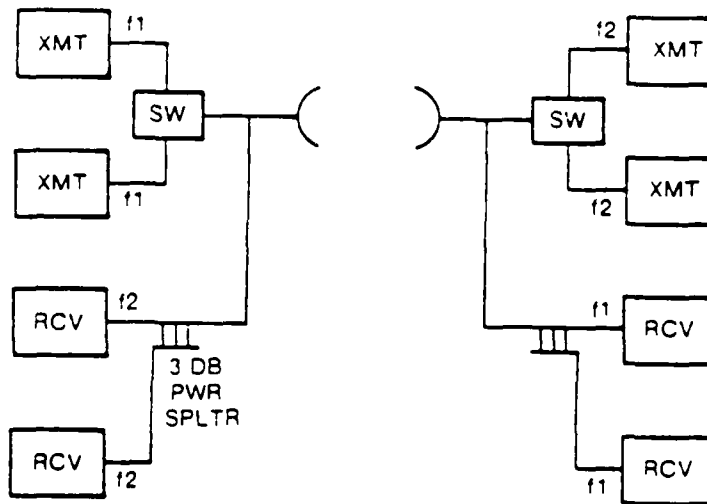 f1
XMT
SW
XMT
f1
f2
RCV
3 DB
PWR
SPLTR
RCV
f2
f2
XMT
SW
XMT
f2
f1
RCV
RCV
f1